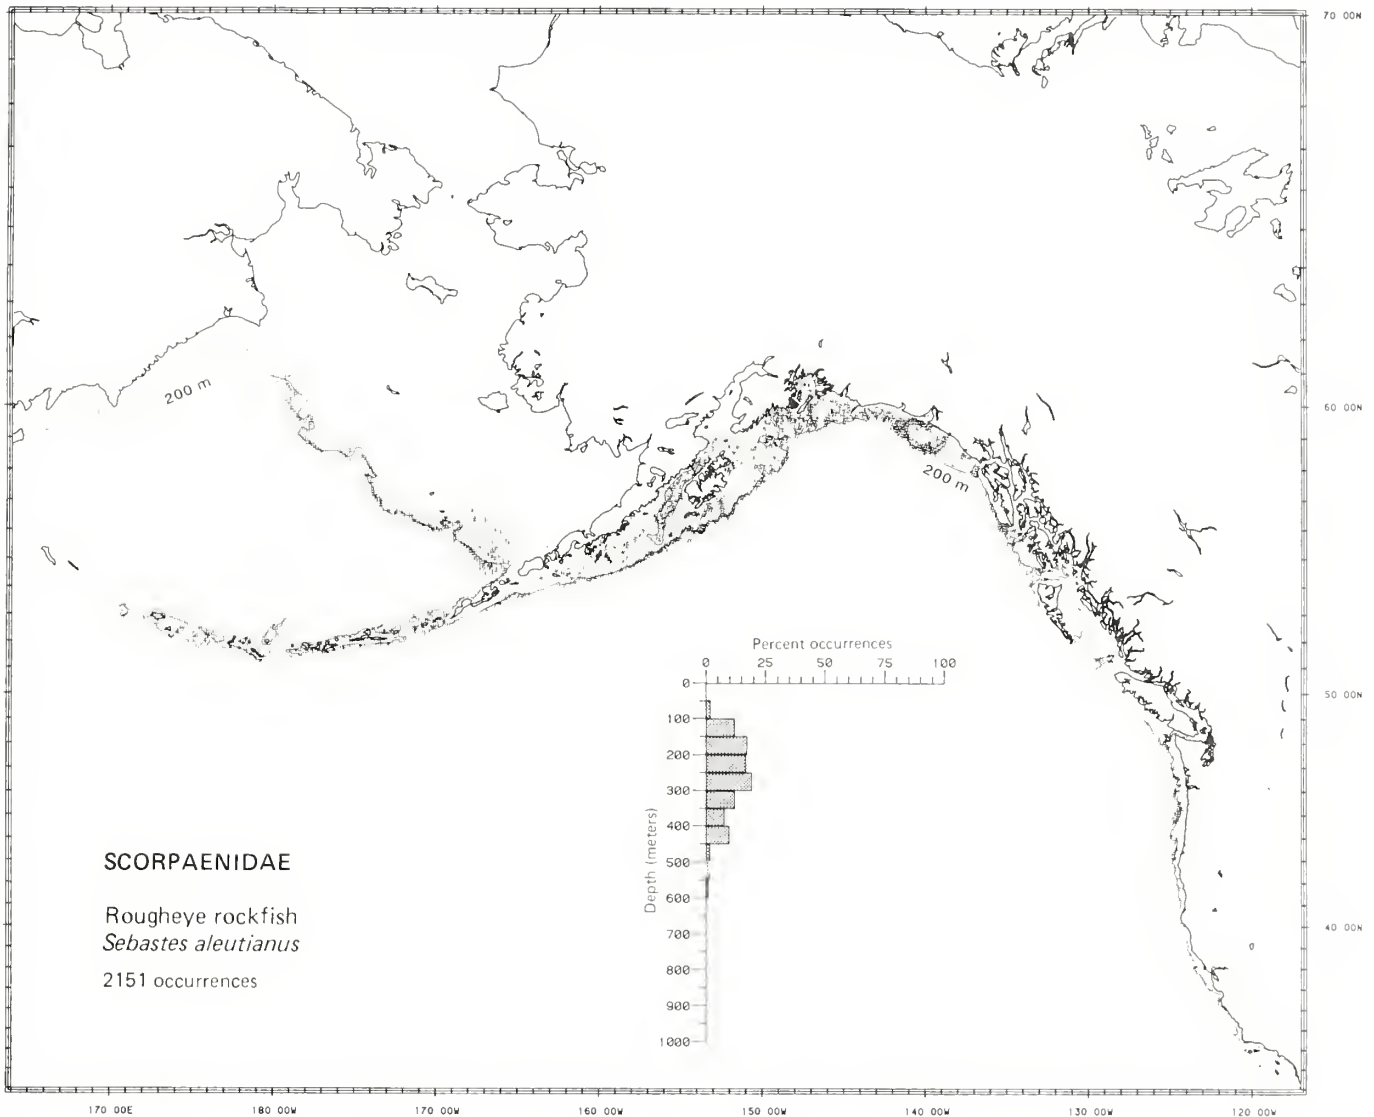 70 00N
200 m
60 00N
200 m
Percent occurrences
0 25 50 75 100
50 00N
0
100
200
300
400
500
600
700
800
900
1000
Depth (meters)
SCORPAENIDAE
Rougheye rockfish
Sebastes aleutianus
2151 occurrences
40 00N
170 00E 180 00W 170 00W 160 00W 150 00W 140 00W 130 00W 120 00W